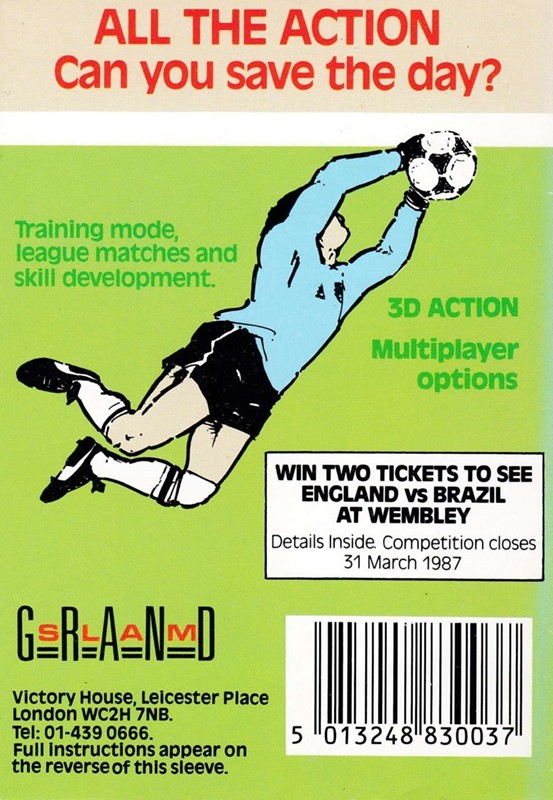 ALL THE ACTION
Can you save the day?
Training mode,
league matches and
skill development.
3D ACTION
Multiplayer
options
WIN TWO TICKETS TO SEE
ENGLAND vs BRAZIL
AT WEMBLEY
Details Inside. Competition closes
31 March 1987
GRAND
SLAM
Victory House, Leicester Place
London WC2H 7NB.
Tel: 01-439 0666.
Full instructions appear on
the reverse of this sleeve.
5 013248 830037